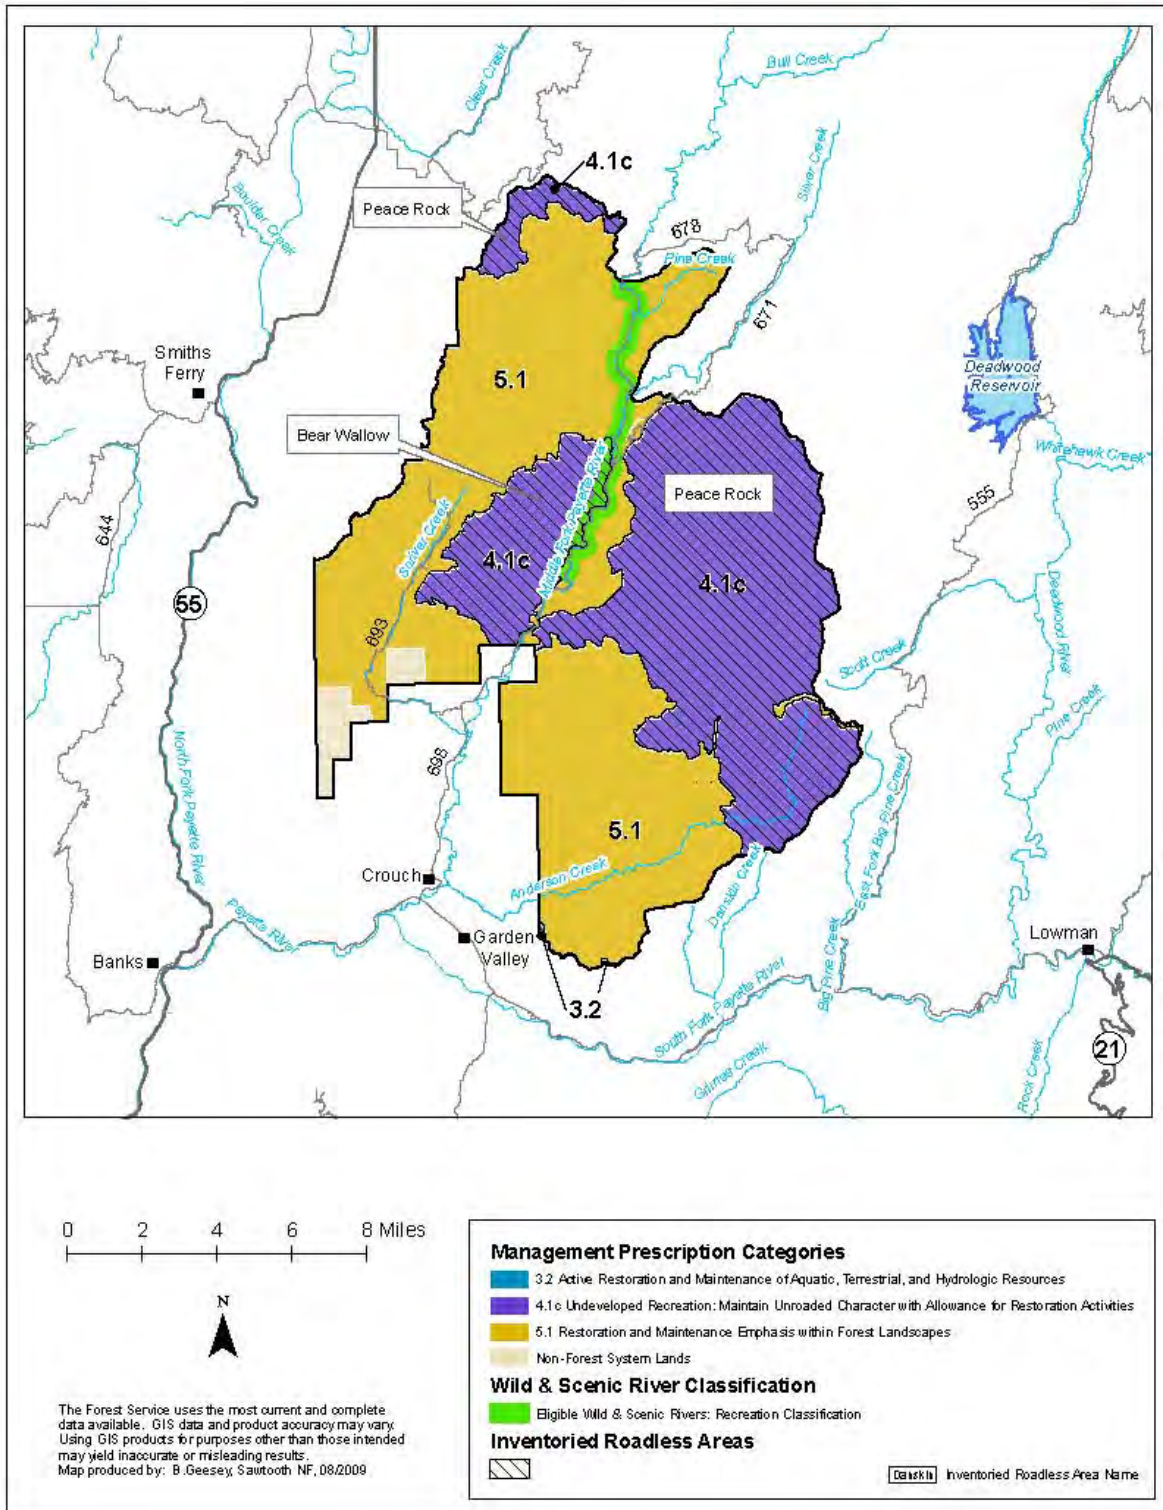 Bull Creek
Clear Creek
Silver Creek
4.1c
Boulder Creek
Peace Rock
678
Pine Creek
671
Smiths
Ferry
Deadwood
Reservoir
5.1
Bear Wallow
Whitehawk Creek
Middle Fork Payette River
Peace Rock
555
644
Scriver Creek
4.1c
4.1c
55
693
Deadwood River
Scott Creek
Pine Creek
North Fork Payette River
698
5.1
East Fork Big Pine Creek
Crouch
Anderson Creek
Danskin Creek
Payette River
Garden
Valley
Lowman
Banks
Big Pine Creek
3.2
South Fork Payette River
21
Grimes Creek
Rock Creek
0 2 4 6 8 Miles
N
The Forest Service uses the most current and complete
data available. GIS data and product accuracy may vary.
Using GIS products for purposes other than those intended
may yield inaccurate or misleading results.
Map produced by: B.Geesey, Sawtooth NF, 08/2009
Management Prescription Categories
3.2 Active Restoration and Maintenance of Aquatic, Terrestrial, and Hydrologic Resources
4.1c Undeveloped Recreation: Maintain Unroaded Character with Allowance for Restoration Activities
5.1 Restoration and Maintenance Emphasis within Forest Landscapes
Non-Forest System Lands
Wild & Scenic River Classification
Eligible Wild & Scenic Rivers: Recreation Classification
Inventoried Roadless Areas
Danskin Inventoried Roadless Area Name